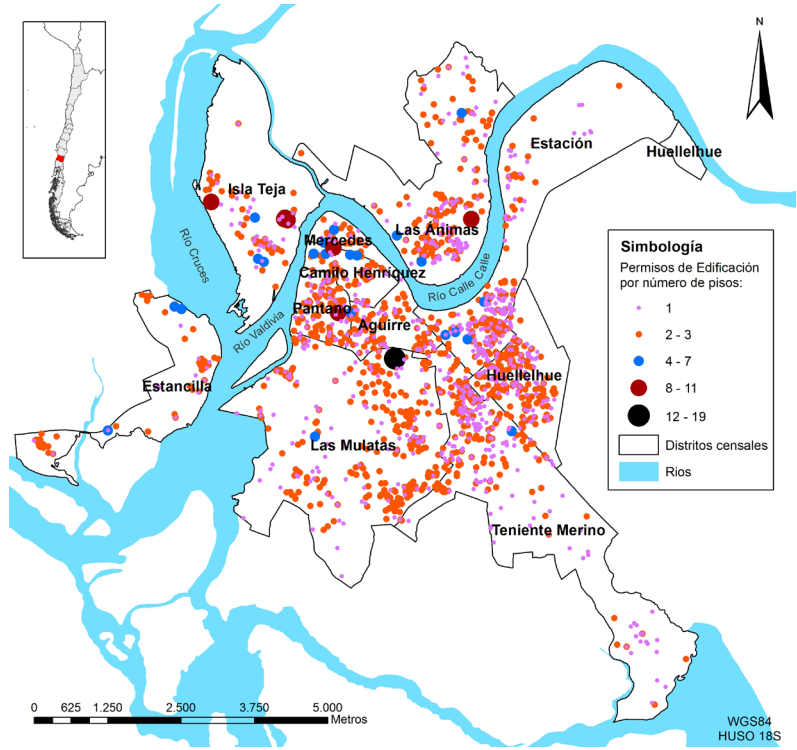 N
Estación
Huellelhue
Isla Teja
Las Ánimas
Mercedes
Río Cruces
Camilo Henríquez
Río Calle Calle
Pantano
Aguirre
Río Valdivia
Estancilla
Huellelhue
Las Mulatas
Teniente Merino
Simbología
Permisos de Edificación
por número de pisos:
1
2 - 3
4 - 7
8 - 11
12 - 19
Distritos censales
Rios
0 625 1.250 2.500 3.750 5.000
Metros
WGS84
HUSO 18S